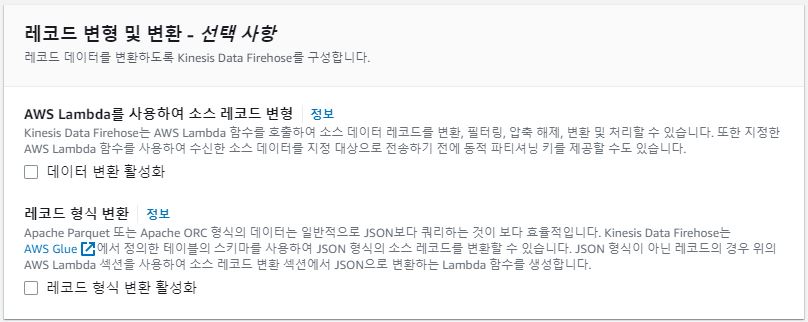 레코드 변형 및 변환 - 선택 사항
레코드 데이터를 변환하도록 Kinesis Data Firehose를 구성합니다.
AWS Lambda를 사용하여 소스 레코드 변형 정보
Kinesis Data Firehose는 AWS Lambda 함수를 호출하여 소스 데이터 레코드를 변환, 필터링, 압축 해제, 변환 및 처리할 수 있습니다. 또한 지정한
AWS Lambda 함수를 사용하여 수신한 소스 데이터를 지정 대상으로 전송하기 전에 동적 파티셔닝 키를 제공할 수도 있습니다.
데이터 변환 활성화
레코드 형식 변환 정보
Apache Parquet 또는 Apache ORC 형식의 데이터는 일반적으로 JSON보다 쿼리하는 것이 보다 효율적입니다. Kinesis Data Firehose는
AWS Glue 에서 정의한 테이블의 스키마를 사용하여 JSON 형식의 소스 레코드를 변환할 수 있습니다. JSON 형식이 아닌 레코드의 경우 위의
AWS Lambda 섹션을 사용하여 소스 레코드 변환 섹션에서 JSON으로 변환하는 Lambda 함수를 생성합니다.
레코드 형식 변환 활성화